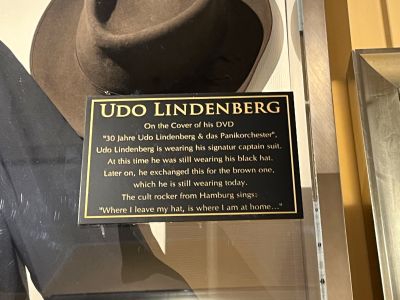 UDO LINDENBERG
On the Cover of his DVD
"30 Jahre Udo Lindenberg & das Panikorchester",
Udo Lindenberg is wearing his signatur captain suit.
At this time he was still wearing his black hat.
Later on, he exchanged this for the brown one,
which he is still wearing today.
The cult rocker from Hamburg sings:
"Where I leave my hat, is where I am at home..."